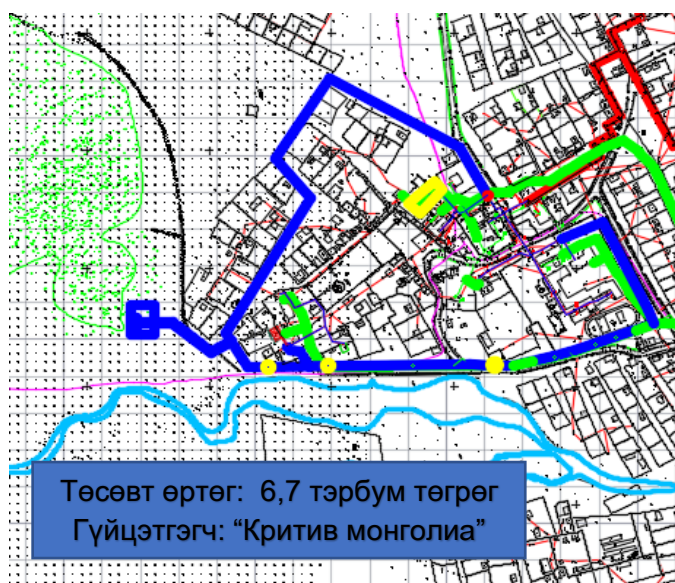 Төсөвт өртөг: 6,7 тэрбум төгрөг
Гүйцэтгэгч: “Критив монголиа”